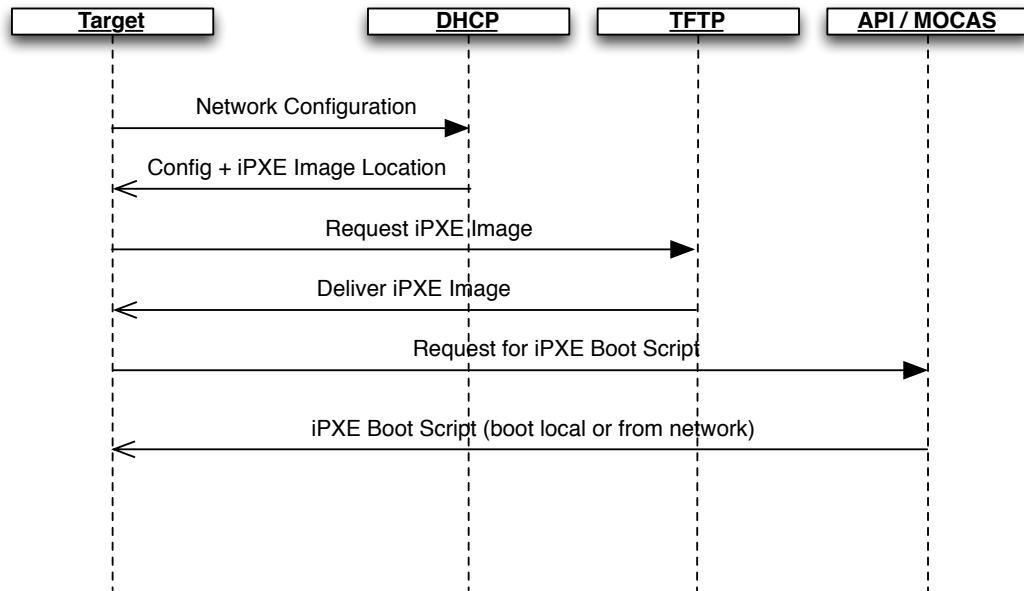 Target
DHCP
TFTP
API / MOCAS
Network Configuration
Config + iPXE Image Location
Request iPXE Image
Deliver iPXE Image
Request for iPXE Boot Script
iPXE Boot Script (boot local or from network)